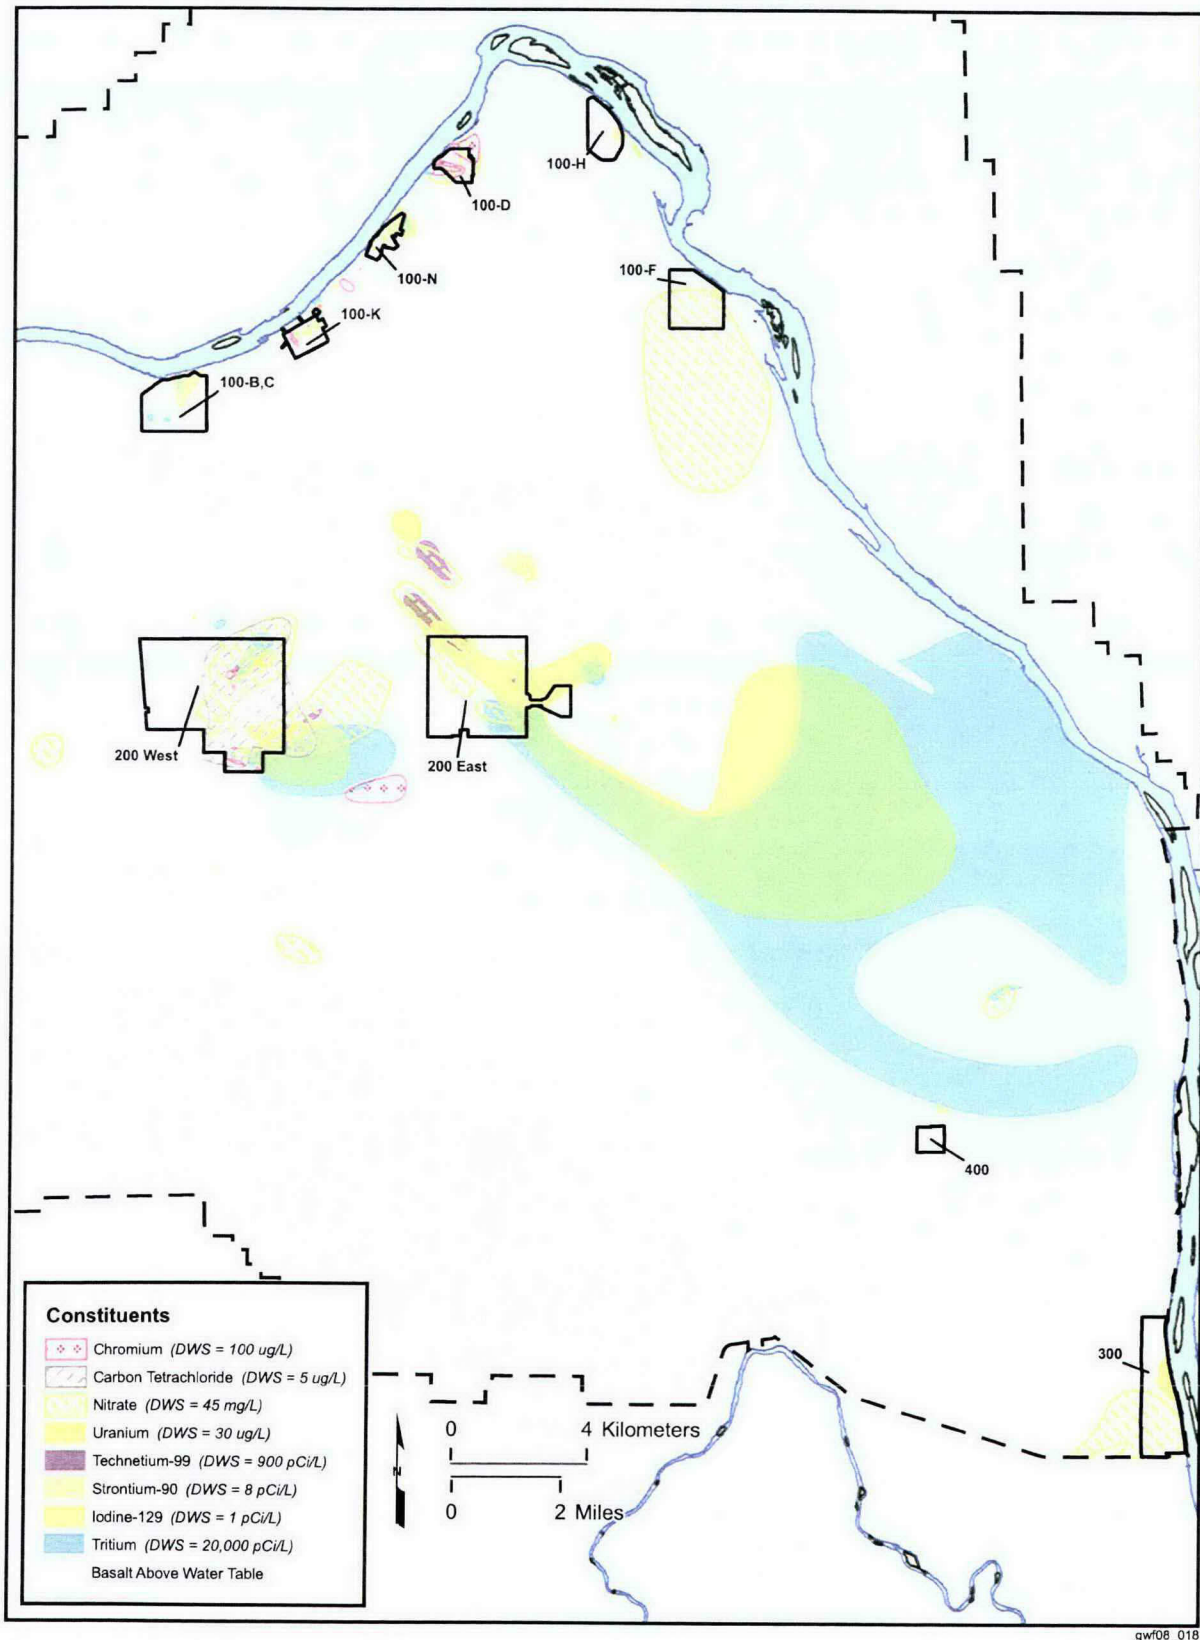 100-H
100-D
100-N
100-F
100-K
100-B,C
200 West
200 East
400
300
Constituents
Chromium (DWS = 100 ug/L)
Carbon Tetrachloride (DWS = 5 ug/L)
Nitrate (DWS = 45 mg/L)
Uranium (DWS = 30 ug/L)
Technetium-99 (DWS = 900 pCi/L)
Strontium-90 (DWS = 8 pCi/L)
Iodine-129 (DWS = 1 pCi/L)
Tritium (DWS = 20,000 pCi/L)
Basalt Above Water Table
N
0 4 Kilometers
0 2 Miles
gwf08_018